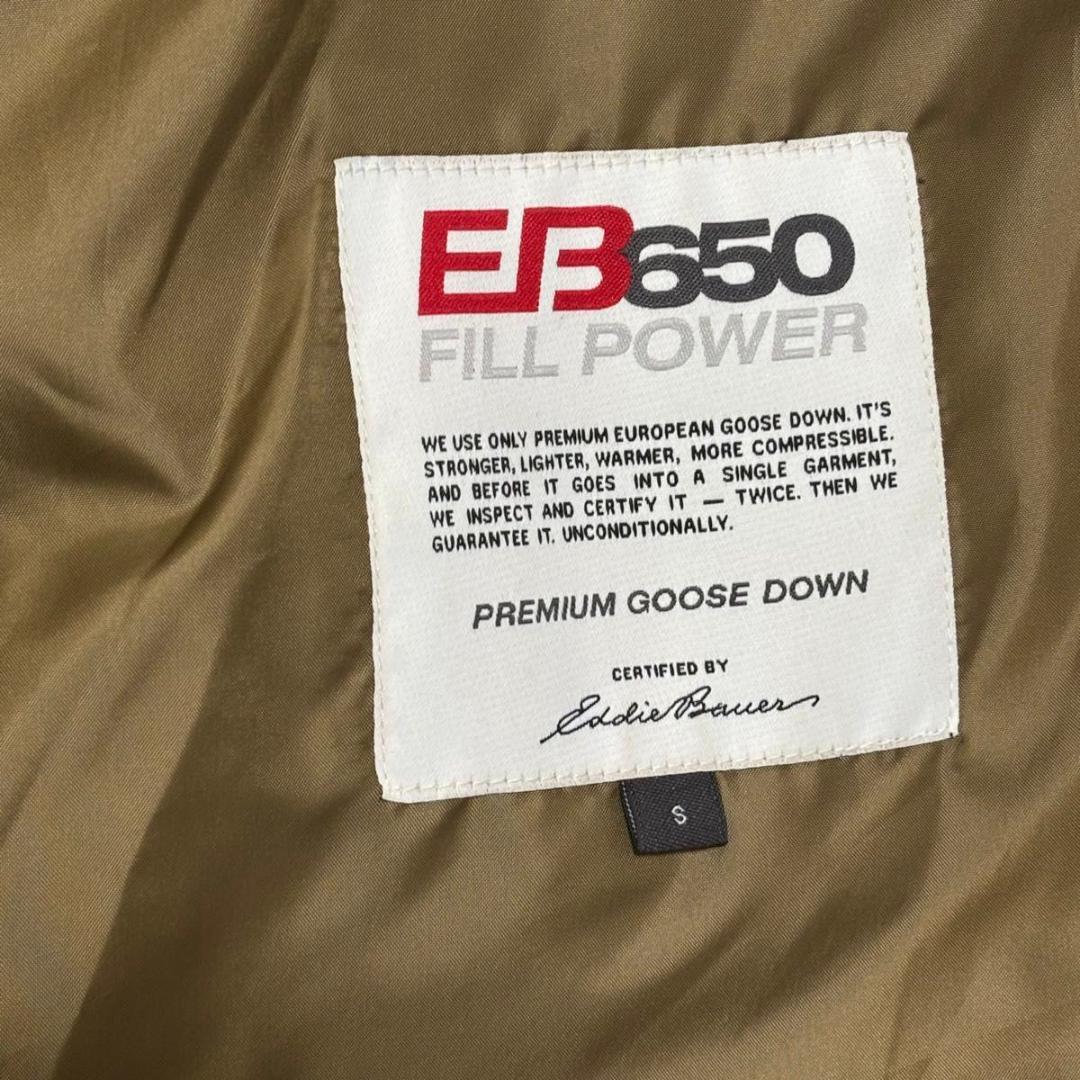 EB650
FILL POWER
WE USE ONLY PREMIUM EUROPEAN GOOSE DOWN. IT'S
STRONGER, LIGHTER, WARMER, MORE COMPRESSIBLE.
AND BEFORE IT GOES INTO A SINGLE GARMENT,
WE INSPECT AND CERTIFY IT — TWICE. THEN WE
GUARANTEE IT. UNCONDITIONALLY.
PREMIUM GOOSE DOWN
CERTIFIED BY
Eddie Bauer
S